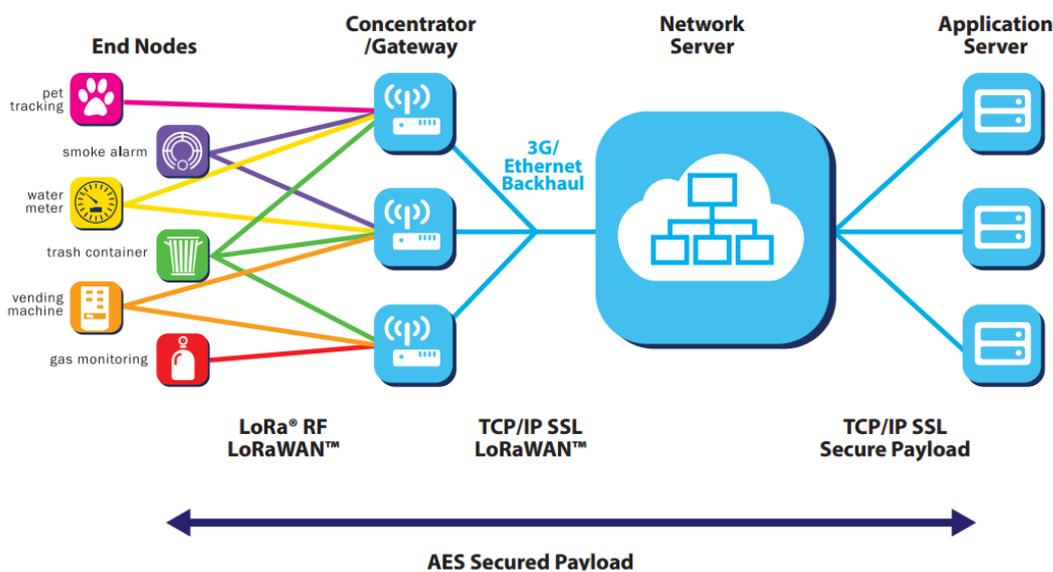 End Nodes
Concentrator
/Gateway
Network
Server
Application
Server
pet
tracking
smoke alarm
water
meter
trash container
vending
machine
gas monitoring
3G/
Ethernet
Backhaul
LoRa® RF
LoRaWAN™
TCP/IP SSL
LoRaWAN™
TCP/IP SSL
Secure Payload
AES Secured Payload